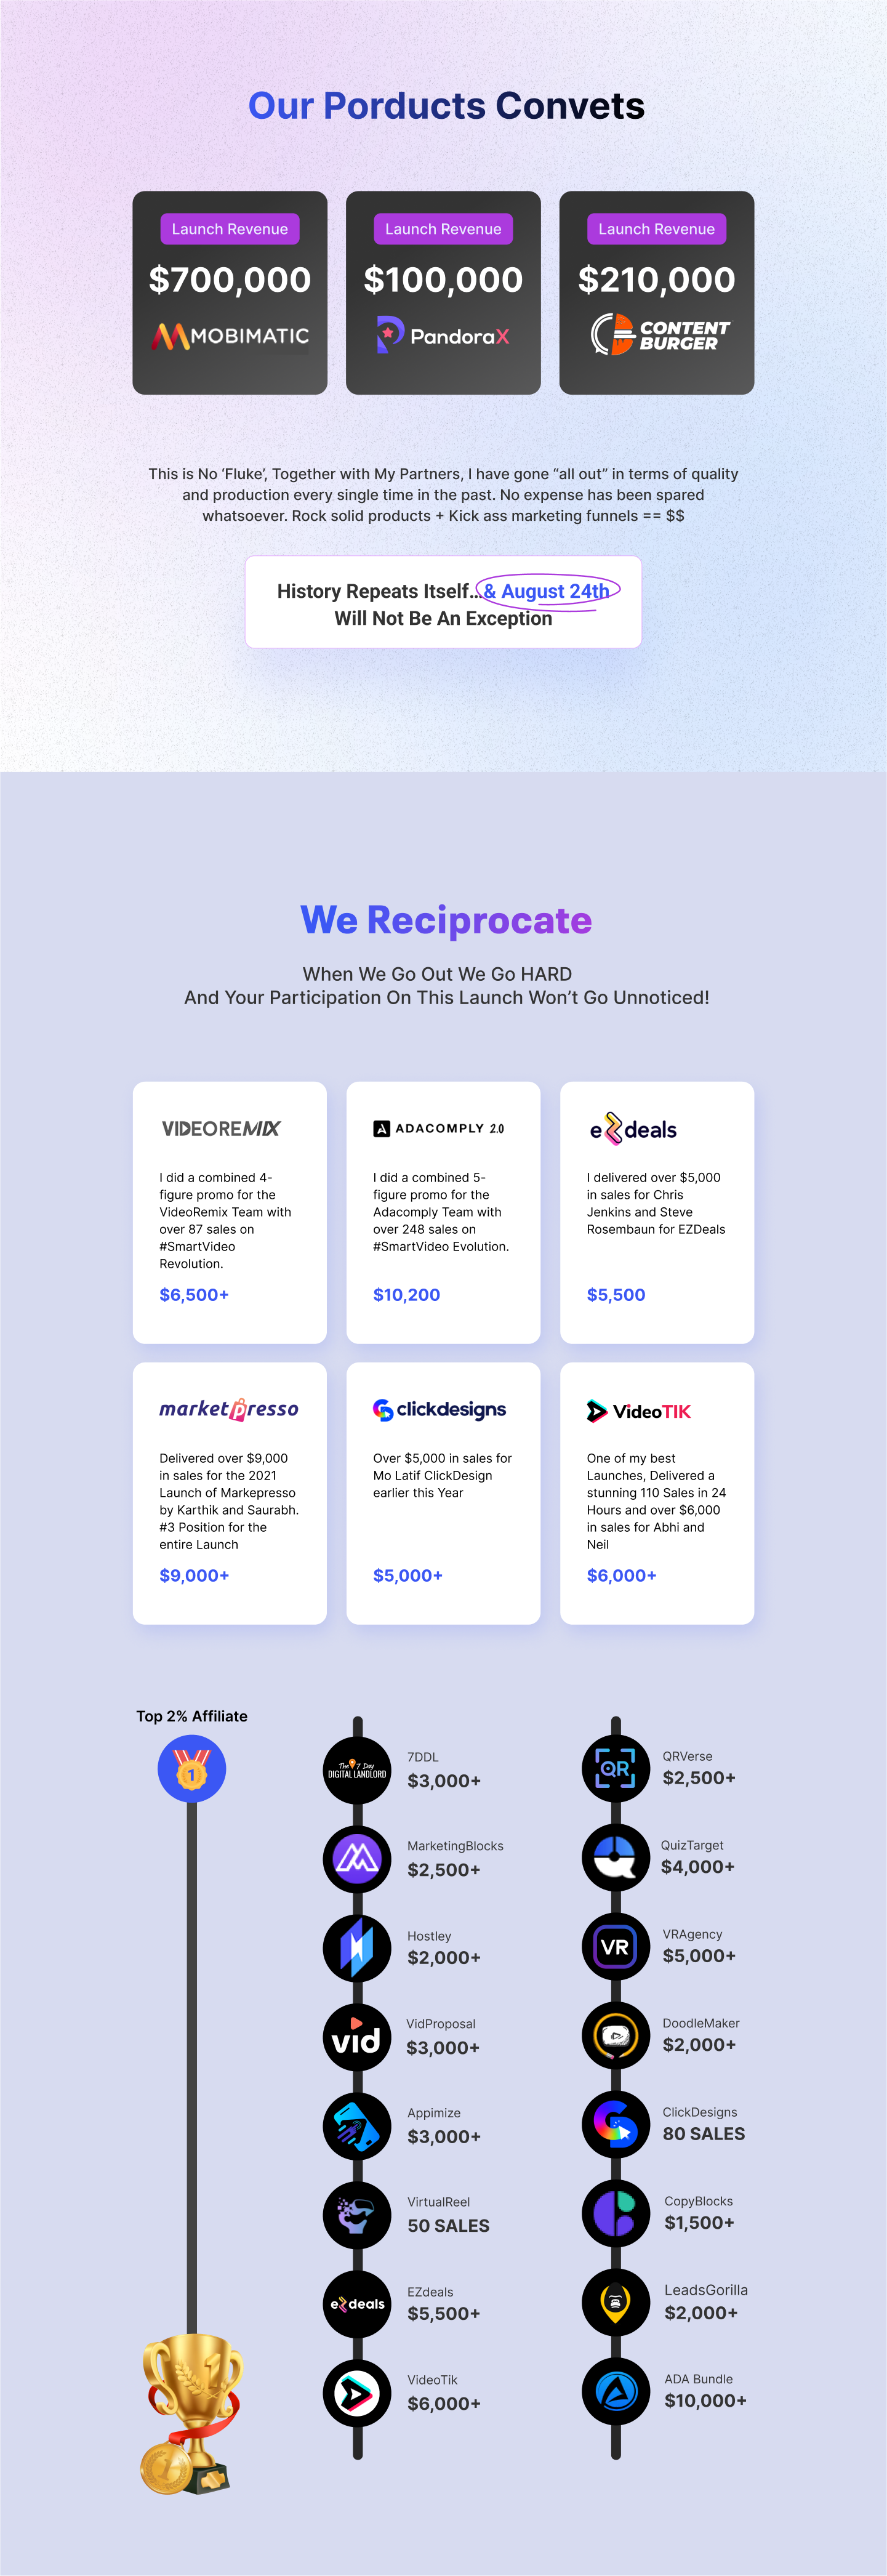 Our Porducts Convets
Launch Revenue
$700,000
MOBIMATIC
Launch Revenue
$100,000
PandoraX
Launch Revenue
$210,000
CONTENT
BURGER
This is No ‘Fluke’, Together with My Partners, I have gone “all out” in terms of quality
and production every single time in the past. No expense has been spared
whatsoever. Rock solid products + Kick ass marketing funnels == $$
History Repeats Itself...& August 24th
Will Not Be An Exception
We Reciprocate
When We Go Out We Go HARD
And Your Participation On This Launch Won’t Go Unnoticed!
VIDEOREMIX
I did a combined 4-
figure promo for the
VideoRemix Team with
over 87 sales on
#SmartVideo
Revolution.
$6,500+
ADACOMPLY 2.0
I did a combined 5-
figure promo for the
Adacomply Team with
over 248 sales on
#SmartVideo Evolution.
$10,200
ezdeals
I delivered over $5,000
in sales for Chris
Jenkins and Steve
Rosembaun for EZDeals
$5,500
marketpresso
Delivered over $9,000
in sales for the 2021
Launch of Markepresso
by Karthik and Saurabh.
#3 Position for the
entire Launch
$9,000+
clickdesigns
Over $5,000 in sales for
Mo Latif ClickDesign
earlier this Year
$5,000+
VideoTIK
One of my best
Launches, Delivered a
stunning 110 Sales in 24
Hours and over $6,000
in sales for Abhi and
Neil
$6,000+
Top 2% Affiliate
1
1
1
The 7 Day
DIGITAL LANDLORD
7DDL
$3,000+
MarketingBlocks
$2,500+
Hostley
$2,000+
vid
VidProposal
$3,000+
Appimize
$3,000+
VirtualReel
50 SALES
ezdeals
EZdeals
$5,500+
VideoTik
$6,000+
QR
QRVerse
$2,500+
QuizTarget
$4,000+
VR
VRAgency
$5,000+
DoodleMaker
$2,000+
ClickDesigns
80 SALES
CopyBlocks
$1,500+
LeadsGorilla
$2,000+
ADA Bundle
$10,000+